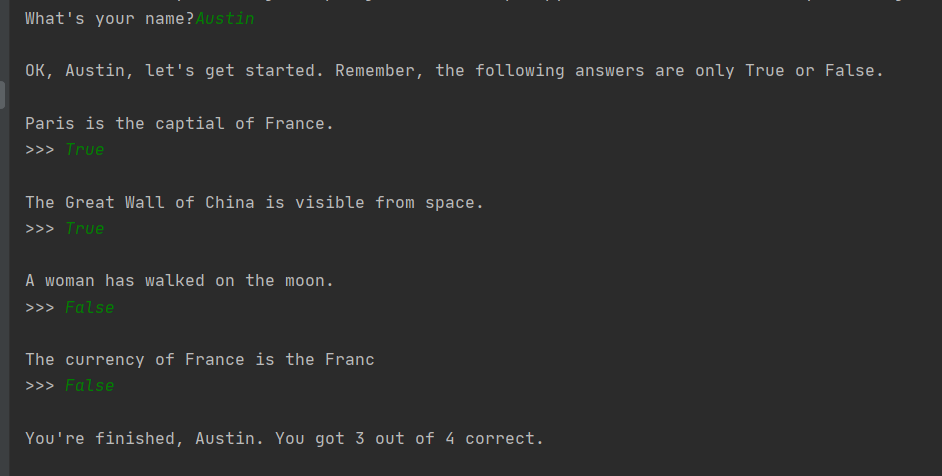 What's your name?Austin
OK, Austin, let's get started. Remember, the following answers are only True or False.
Paris is the captial of France.
>>> True
The Great Wall of China is visible from space.
>>> True
A woman has walked on the moon.
>>> False
The currency of France is the Franc
>>> False
You're finished, Austin. You got 3 out of 4 correct.